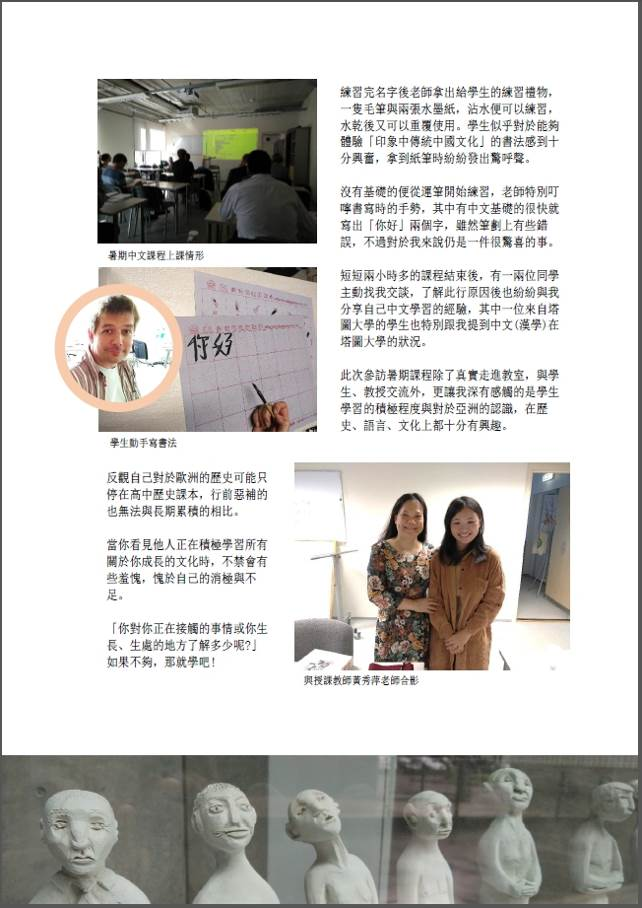 練習完名字後老師拿出給學生的練習禮物，
一隻毛筆與兩張水墨紙，沾水便可以練習，
水乾後又可以重覆使用。學生似乎對於能夠
體驗「印象中傳統中國文化」的書法感到十
分興奮，拿到紙筆時紛紛發出驚呼聲。
沒有基礎的便從運筆開始練習，老師特別叮
嚀書寫時的手勢，其中有中文基礎的很快就
寫出「你好」兩個字，雖然筆劃上有些錯
誤，不過對於我來說仍是一件很驚喜的事。
暑期中文課程上課情形
短短兩小時多的課程結束後，有一兩位同學
主動找我交談，了解此行原因後也紛紛與我
分享自己中文學習的經驗，其中一位來自塔
圖大學的學生也特別跟我提到中文(漢學)在
塔圖大學的狀況。
此次參訪暑期課程除了真實走進教室，與學
生、教授交流外，更讓我深有感觸的是學生
學習的積極程度與對於亞洲的認識，在歷
史、語言、文化上都十分有興趣。
你好
學生動手寫書法
反觀自己對於歐洲的歷史可能只
停在高中歷史課本，行前惡補的
也無法與長期累積的相比。
當你看見他人正在積極學習所有
關於你成長的文化時，不禁會有
些羞愧，愧於自己的消極與不
足。
「你對你正在接觸的事情或你生
長、生處的地方了解多少呢?」
如果不夠，那就學吧!
與授課教師黃秀萍老師合影